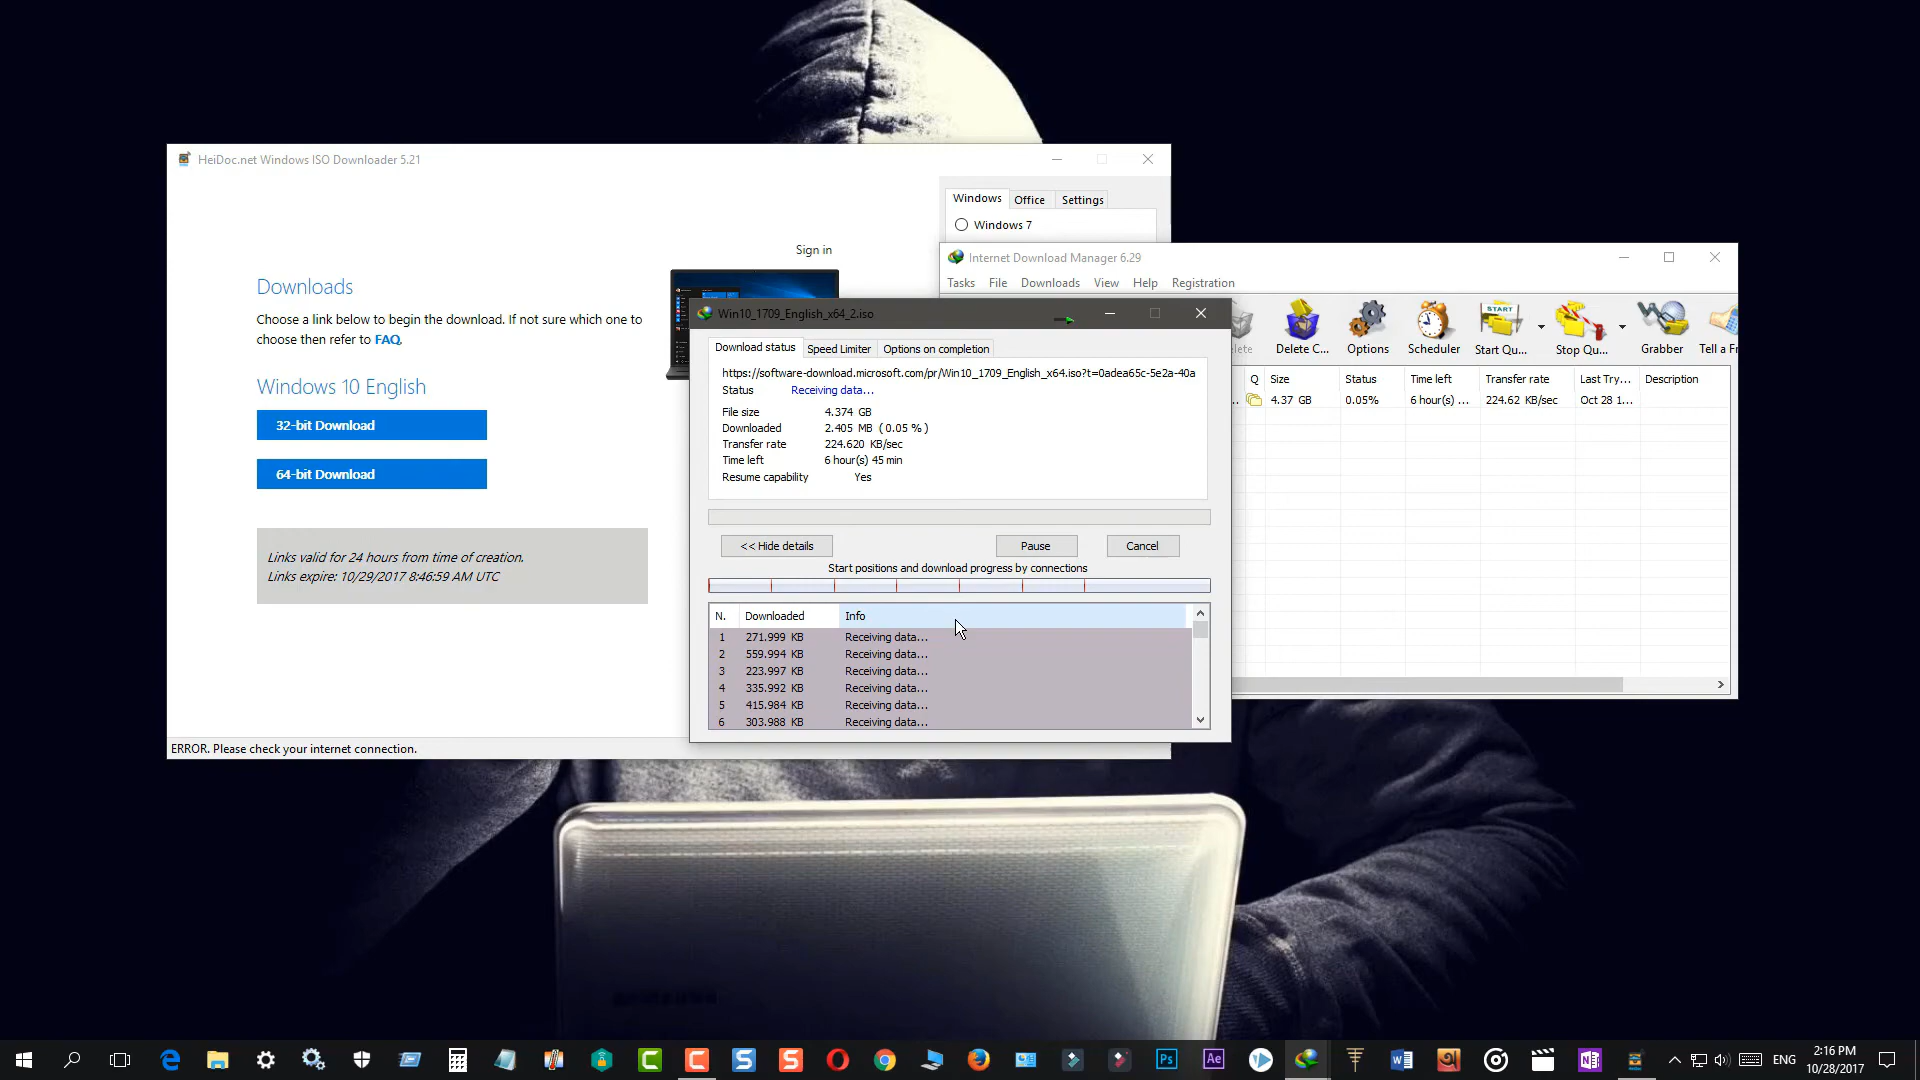 HeiDoc.net Windows ISO Downloader 5.21
Windows Office Settings
Windows 7
Sign in
Downloads
Choose a link below to begin the download. If not sure which one to
choose then refer to FAQ.
Windows 10 English
32-bit Download
64-bit Download
Links valid for 24 hours from time of creation.
Links expire: 10/29/2017 8:46:59 AM UTC
ERROR. Please check your internet connection.
Internet Download Manager 6.29
Tasks File Downloads View Help Registration
Delete C... Options Scheduler Start Qu... Stop Qu... Grabber Tell a Fr
START
Q Size Status Time left Transfer rate Last Try... Description
4.37 GB 0.05% 6 hour(s) ... 224.62 KB/sec Oct 28 1...
Win10_1709_English_x64_2.iso
Download status Speed Limiter Options on completion
https://software-download.microsoft.com/pr/Win10_1709_English_x64.iso?t=0adea65c-5e2a-40a
Status Receiving data...
File size 4.374 GB
Downloaded 2.405 MB ( 0.05 % )
Transfer rate 224.620 KB/sec
Time left 6 hour(s) 45 min
Resume capability Yes
<< Hide details Pause Cancel
Start positions and download progress by connections
N. Downloaded Info
1 271.999 KB Receiving data...
2 559.994 KB Receiving data...
3 223.997 KB Receiving data...
4 335.992 KB Receiving data...
5 415.984 KB Receiving data...
6 303.988 KB Receiving data...
ENG
2:16 PM
10/28/2017